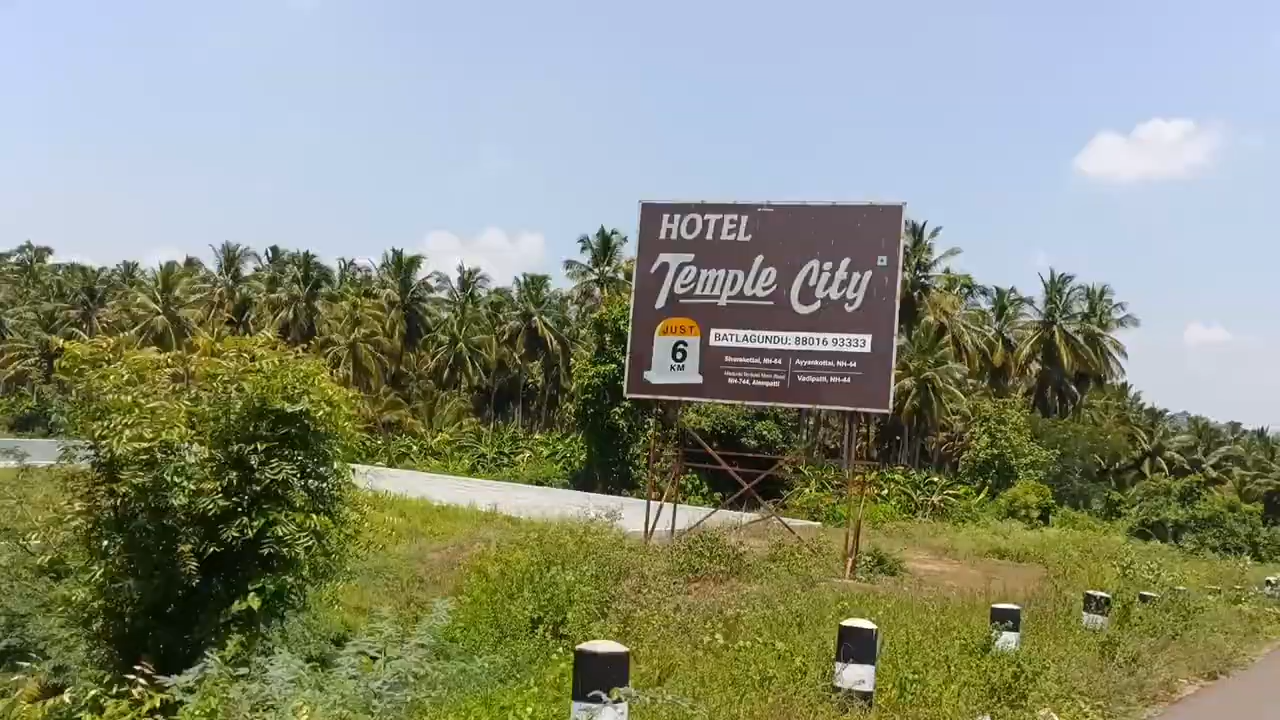 HOTEL
Temple City
JUST
6
KM
BATLAGUNDU: 88016 93333
Sivarakottai, NH-44
Ayyankottai, NH-44
NH-744, Alampatti
Vadipatti, NH-44